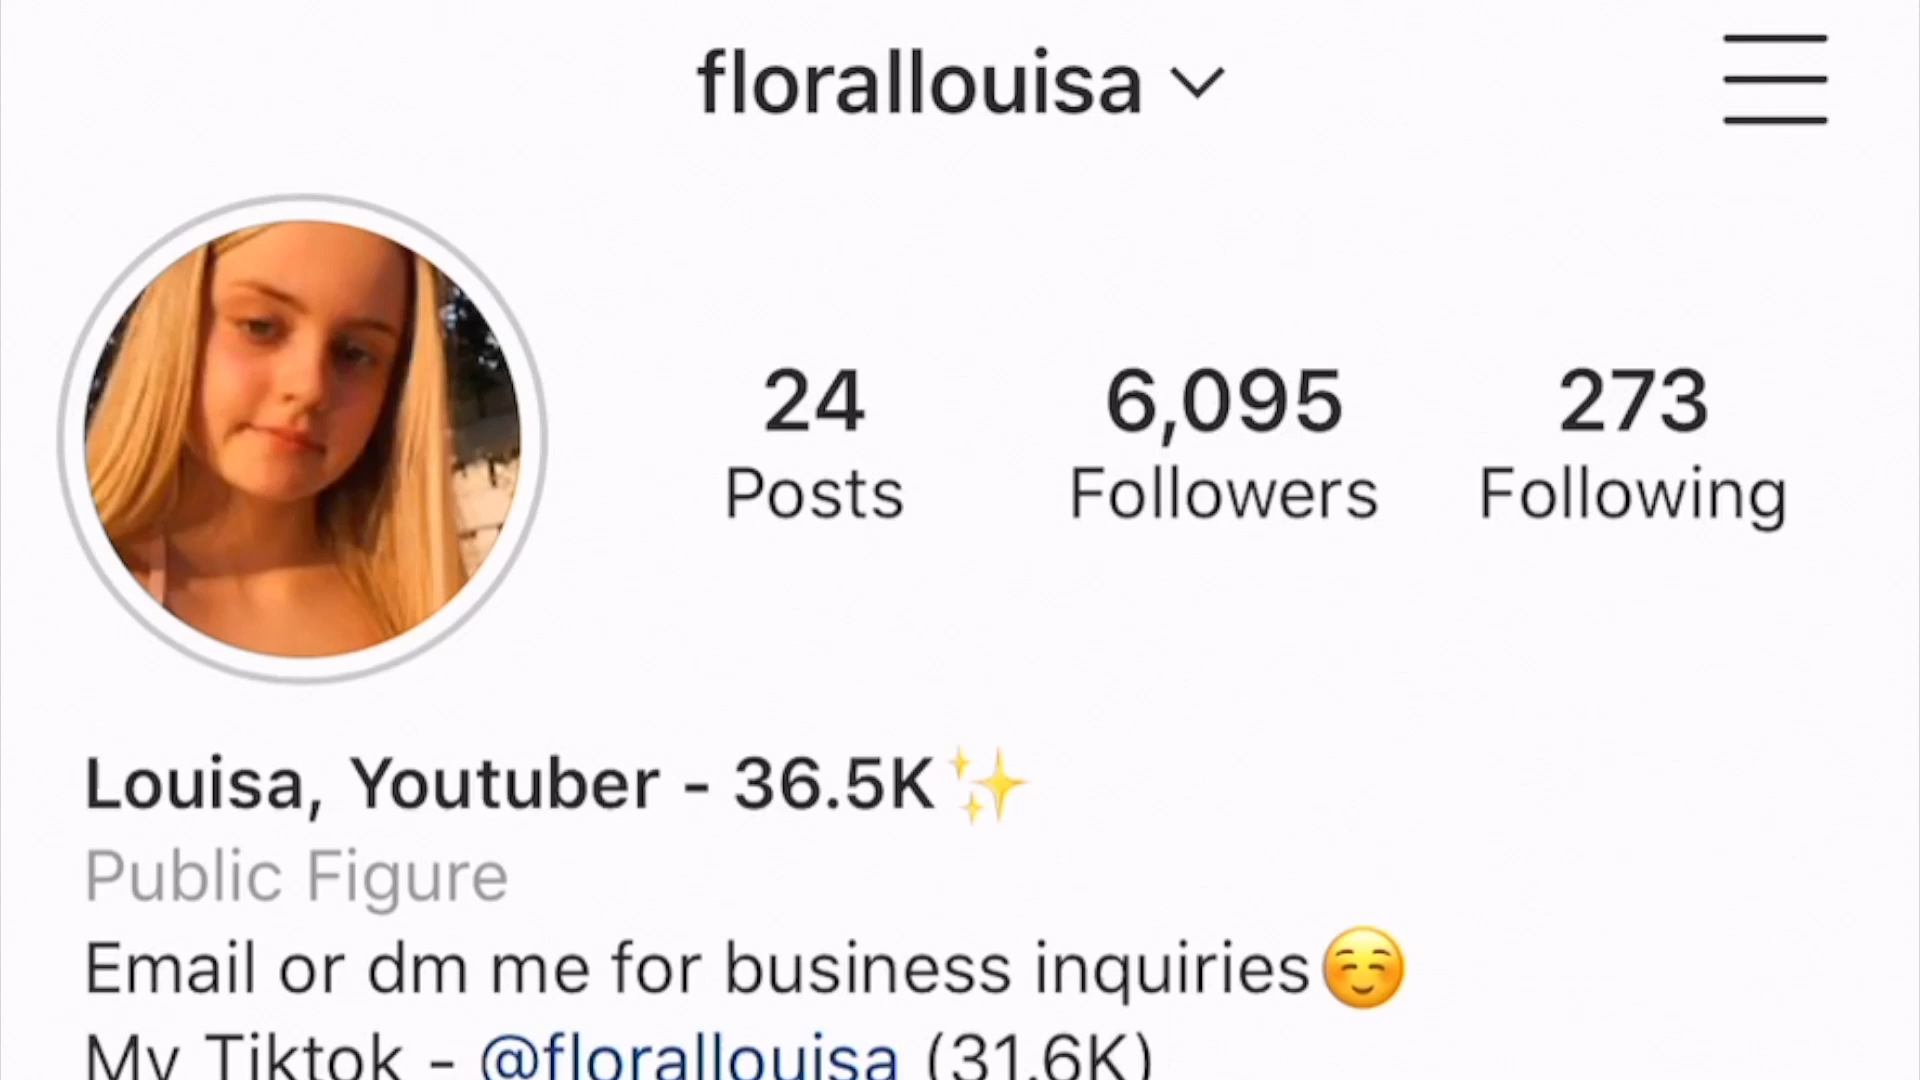 florallouisa
24 6,095 273
Posts Followers Following
Louisa, Youtuber - 36.5K✨
Public Figure
Email or dm me for business inquiries☺️
My Tiktok - @florallouisa (31.6K)